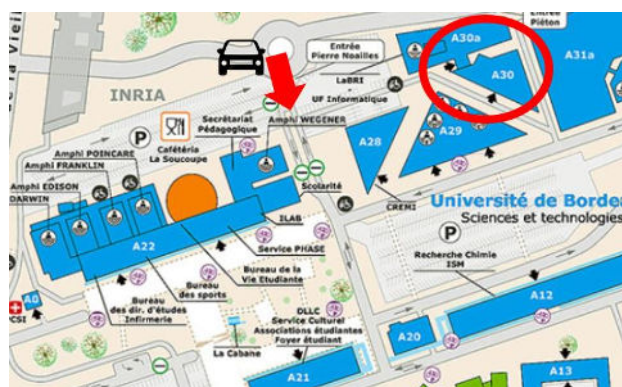 Entrée
Pierre Noailles
A30a
Entrée
Piéton
A31a
LaBRI
UF Informatique
A30
INRIA
Secrétariat
Pédagogique
Amphi WEGENER
A28
A29
P
Cafétéria
La Soucoupe
Amphi POINCARE
Amphi FRANKLIN
Amphi EDISON
DARWIN
Scolarité
CREMI
Université de Borde
Sciences et technologies
P
ILAB
A22
Service PHASE
Bureau de la
Vie Etudiante
Bureau
des sports
Bureau
des dir. d'études
Infirmerie
Recherche Chimie
ISM
A12
DLLC
Service Culturel
Associations étudiantes
Foyer étudiant
La Cabane
A20
A21
A13